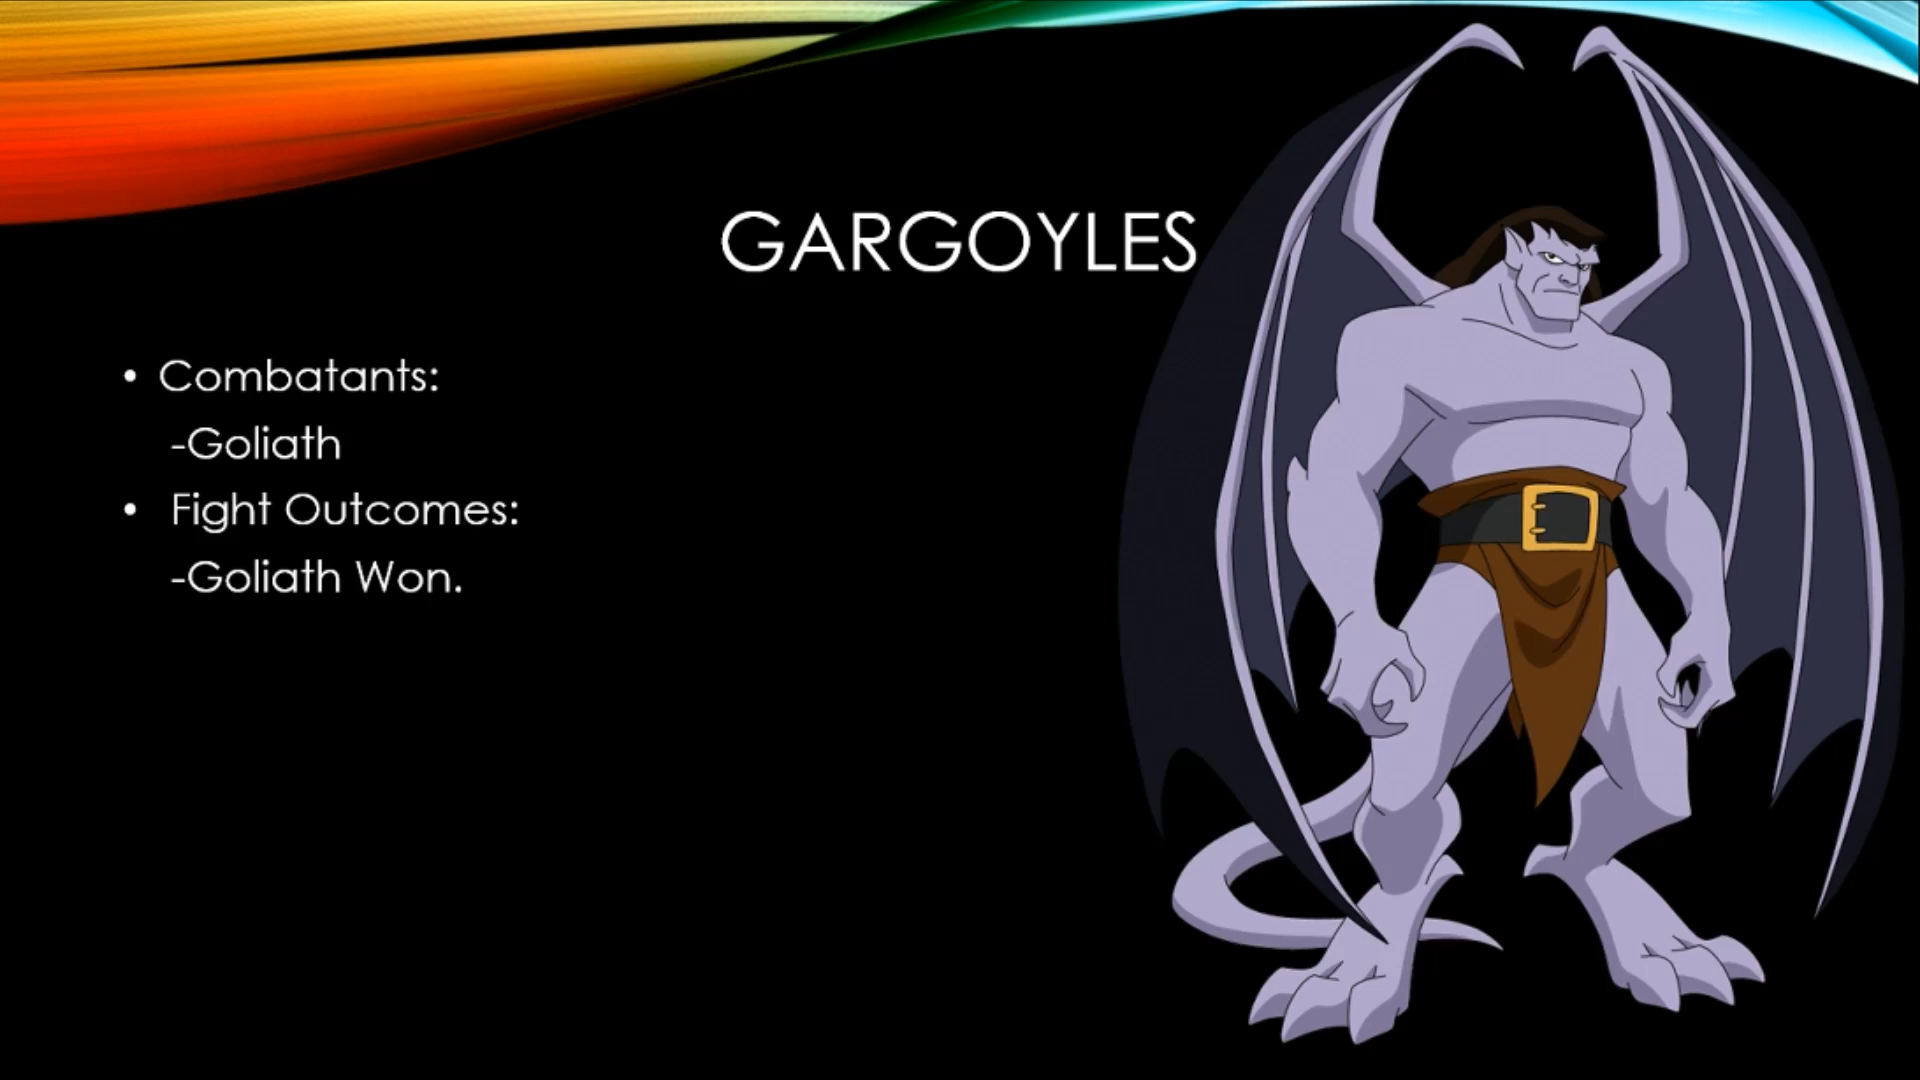 GARGOYLES
• Combatants:
-Goliath
• Fight Outcomes:
-Goliath Won.